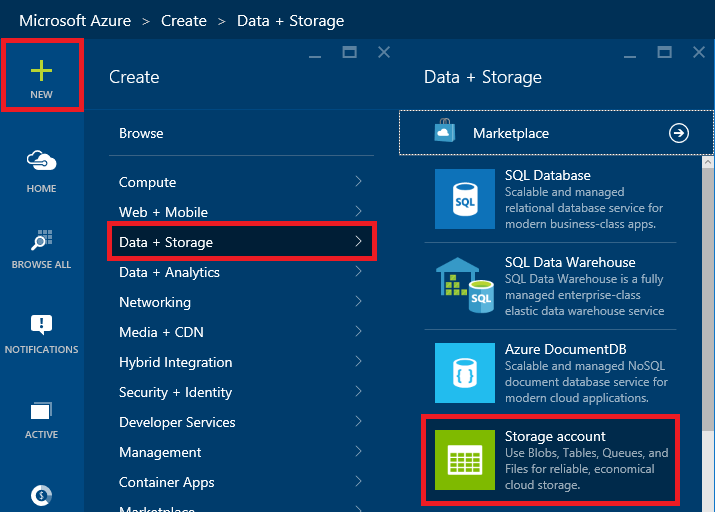 Microsoft Azure > Create > Data + Storage
NEW
HOME
BROWSE ALL
NOTIFICATIONS
ACTIVE
Create
Browse
Compute
Web + Mobile
Data + Storage
Data + Analytics
Networking
Media + CDN
Hybrid Integration
Security + Identity
Developer Services
Management
Container Apps
Marketplace
Data + Storage
Marketplace
SQL
SQL Database
Scalable and managed
relational database service for
modern business-class apps.
SQL
SQL Data Warehouse
SQL Data Warehouse is a fully
managed enterprise-class
elastic data warehouse service
{ }
Azure DocumentDB
Scalable and managed NoSQL
document database service for
modern cloud applications.
Storage account
Use Blobs, Tables, Queues, and
Files for reliable, economical
cloud storage.